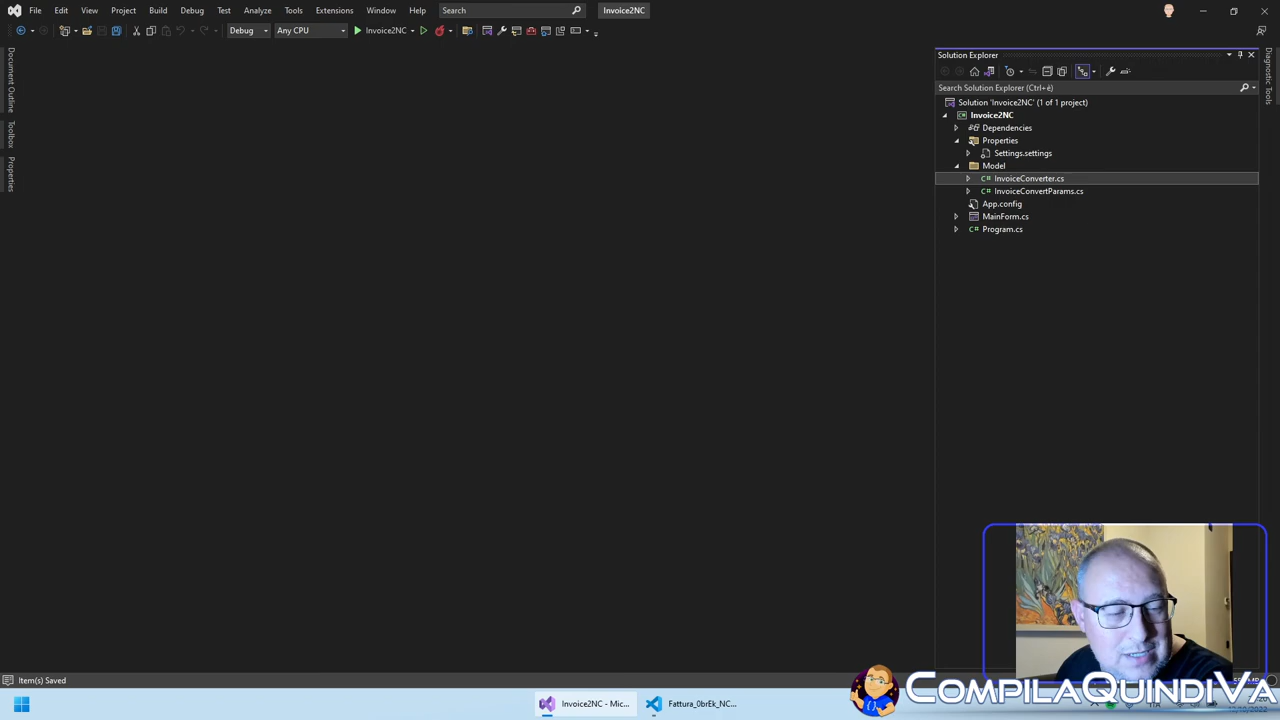 File Edit View Git Project Build Debug Test Analyze Tools Extensions Window Help Search Invoice2NC
Debug Any CPU Invoice2NC
Document Outline
Toolbox
Properties
Solution Explorer
Search Solution Explorer (Ctrl+è)
Solution 'Invoice2NC' (1 of 1 project)
Invoice2NC
Dependencies
Properties
Settings.settings
Model
InvoiceConverter.cs
InvoiceConvertParams.cs
App.config
MainForm.cs
Program.cs
Diagnostic Tools
Item(s) Saved
CompilaQuindiVa
Invoice2NC - Mic...
Fattura_0brEk_NC...
ITA